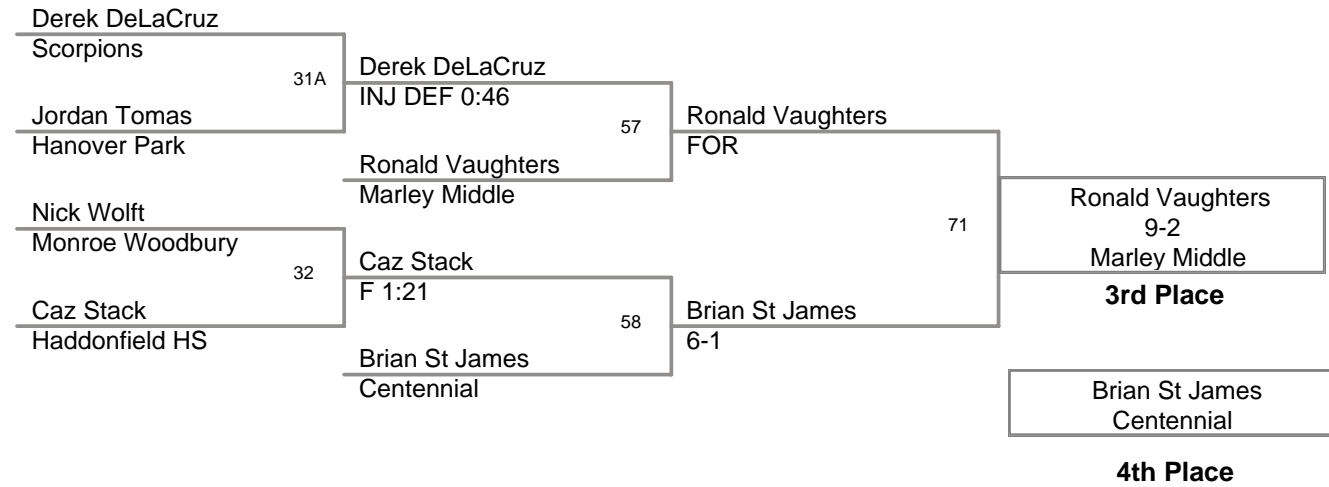 Derek DeLaCruz
Scorpions
31A
Derek DeLaCruz
INJ DEF 0:46
Jordan Tomas
Hanover Park
57
Ronald Vaughters
FOR
Ronald Vaughters
Marley Middle
Nick Wolft
Monroe Woodbury
71
Ronald Vaughters
9-2
Marley Middle
3rd Place
32
Caz Stack
F 1:21
Caz Stack
Haddonfield HS
58
Brian St James
6-1
Brian St James
Centennial
Brian St James
Centennial
4th Place